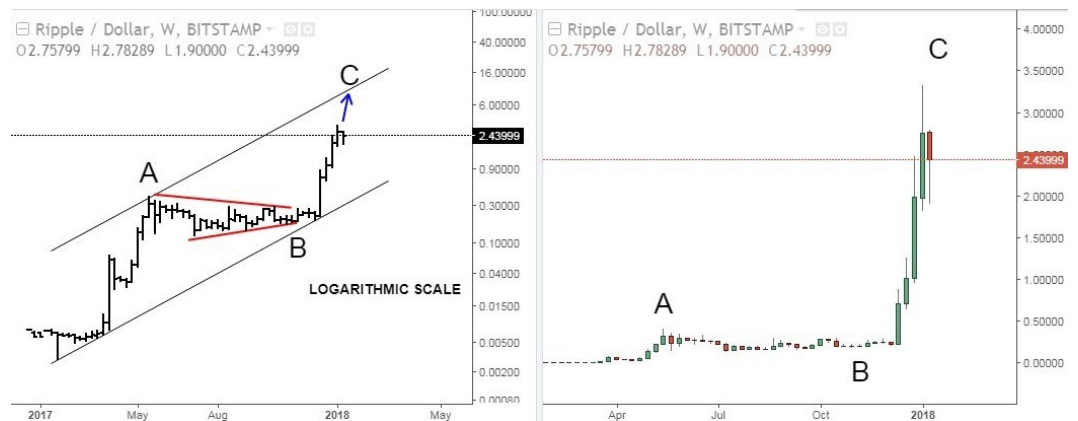 Ripple / Dollar, W, BITSTAMP
O2.75799 H2.78289 L1.90000 C2.43999
100.00000
40.00000
16.00000
6.00000
2.43999
0.90000
0.30000
0.10000
0.04000
0.01500
0.00500
0.00200
0.00080
A
B
C
LOGARITHMIC SCALE
2017
May
Aug
2018
May
Ripple / Dollar, W, BITSTAMP
O2.75799 H2.78289 L1.90000 C2.43999
4.00000
3.50000
3.00000
2.43999
2.00000
1.50000
1.00000
0.50000
0.00000
A
B
C
Apr
Jul
Oct
2018